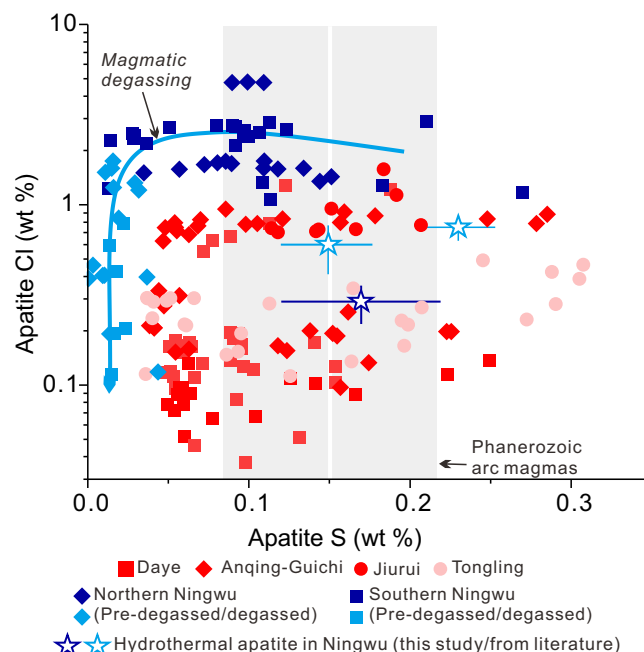 10
Magmatic
degassing
1
0.1
Apatite Cl (wt %)
Phanerozoic
arc magmas
0.0
0.1
0.2
0.3
Apatite S (wt %)
Daye
Anqing-Guichi
Jiurui
Tongling
Northern Ningwu
Southern Ningwu
(Pre-degassed/degassed)
(Pre-degassed/degassed)
Hydrothermal apatite in Ningwu (this study/from literature)